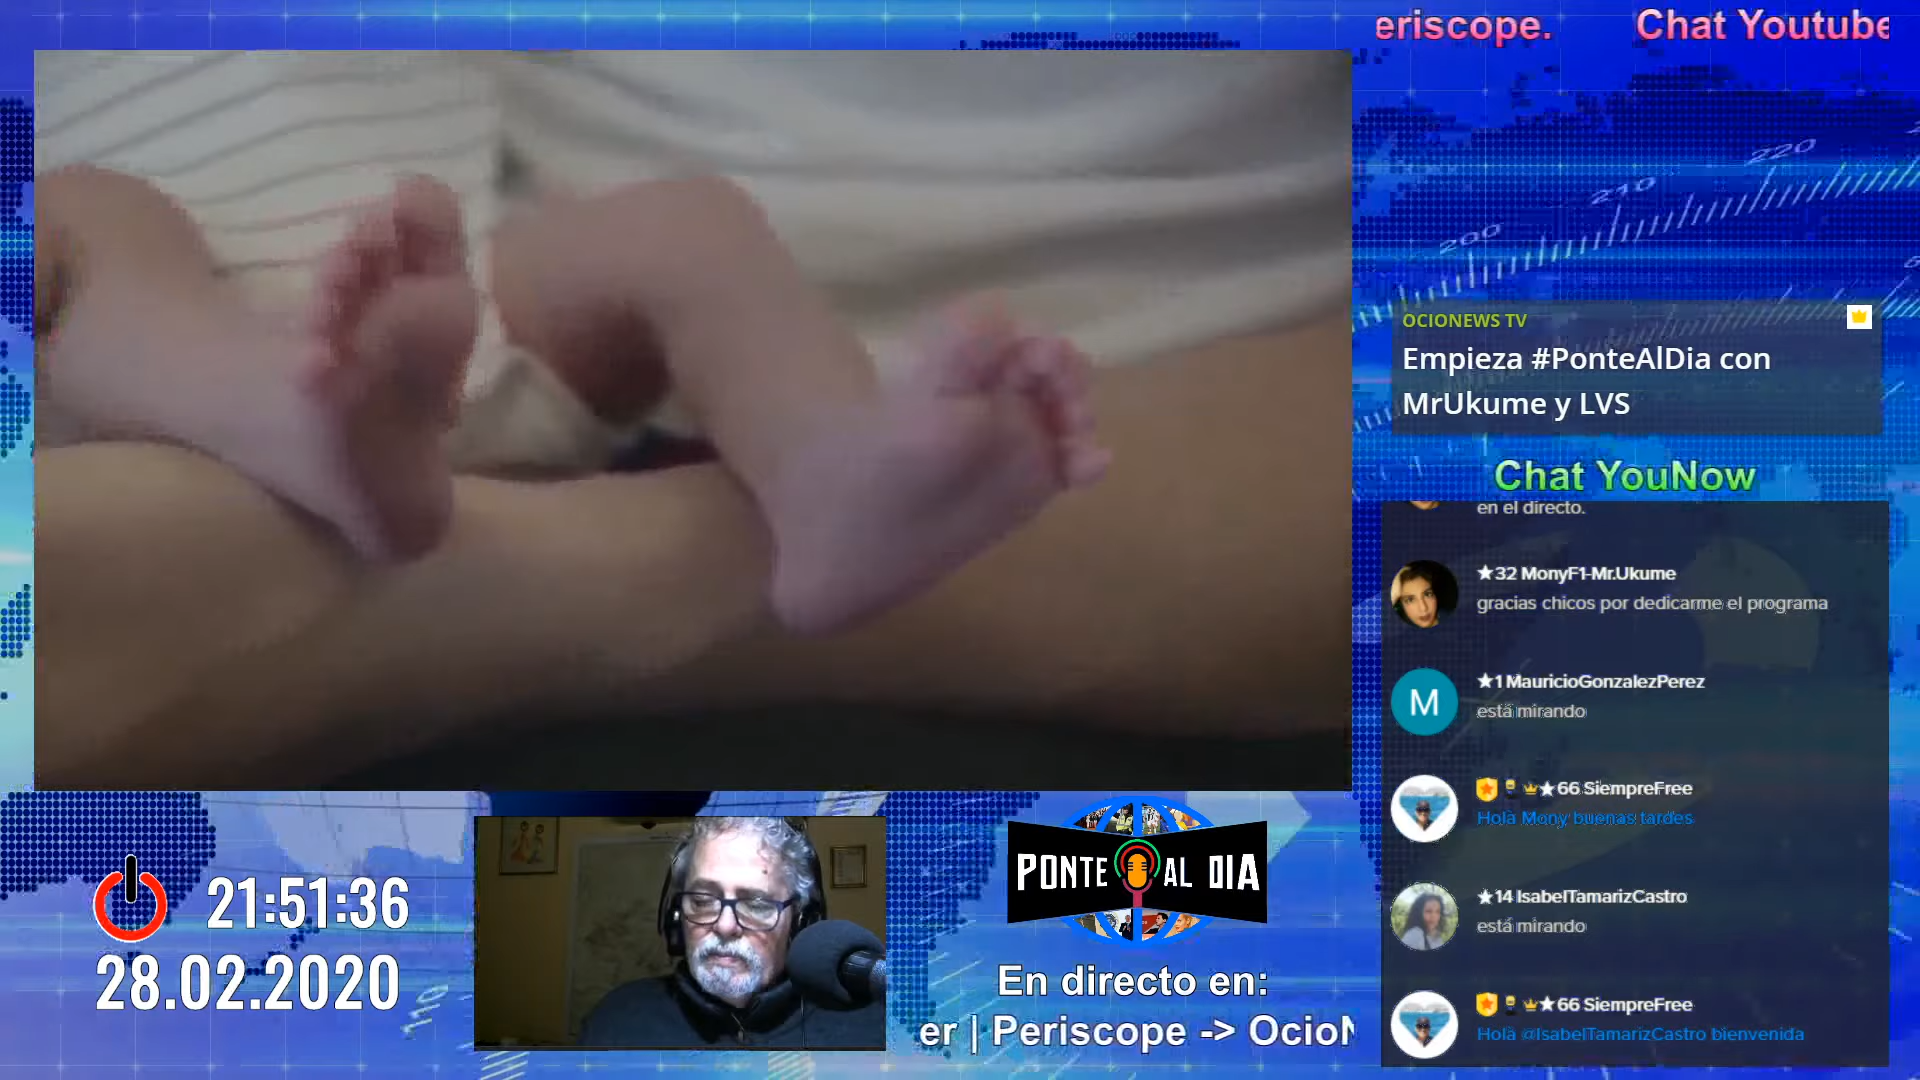 eriscope. Chat Youtube
220
210
200
OCIONEWS TV
Empieza #PonteAlDia con
MrUkume y LVS
Chat YouNow
en el directo.
★32 MonyF1-Mr.Ukume
gracias chicos por dedicarme el programa
M
★1 MauricioGonzalezPerez
está mirando
★66 SiempreFree
Hola Mony buenas tardes
★14 IsabelTamarizCastro
está mirando
★66 SiempreFree
Hola @IsabelTamarizCastro bienvenida
21:51:36
28.02.2020
PONTE AL DIA
En directo en:
er | Periscope -> Ocio